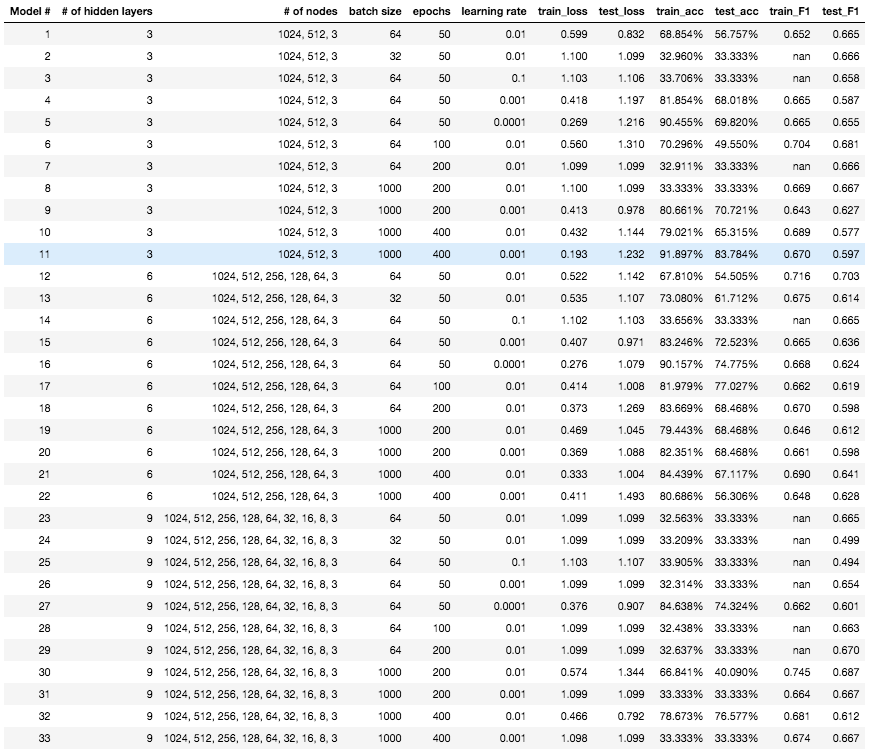 Model # # of hidden layers # of nodes batch size epochs learning rate train_loss test_loss train_acc test_acc train_F1 test_F1
1 3 1024, 512, 3 64 50 0.01 0.599 0.832 68.854% 56.757% 0.652 0.665
2 3 1024, 512, 3 32 50 0.01 1.100 1.099 32.960% 33.333% nan 0.666
3 3 1024, 512, 3 64 50 0.1 1.103 1.106 33.706% 33.333% nan 0.658
4 3 1024, 512, 3 64 50 0.001 0.418 1.197 81.854% 68.018% 0.665 0.587
5 3 1024, 512, 3 64 50 0.0001 0.269 1.216 90.455% 69.820% 0.665 0.655
6 3 1024, 512, 3 64 100 0.01 0.560 1.310 70.296% 49.550% 0.704 0.681
7 3 1024, 512, 3 64 200 0.01 1.099 1.099 32.911% 33.333% nan 0.666
8 3 1024, 512, 3 1000 200 0.01 1.100 1.099 33.333% 33.333% 0.669 0.667
9 3 1024, 512, 3 1000 200 0.001 0.413 0.978 80.661% 70.721% 0.643 0.627
10 3 1024, 512, 3 1000 400 0.01 0.432 1.144 79.021% 65.315% 0.689 0.577
11 3 1024, 512, 3 1000 400 0.001 0.193 1.232 91.897% 83.784% 0.670 0.597
12 6 1024, 512, 256, 128, 64, 3 64 50 0.01 0.522 1.142 67.810% 54.505% 0.716 0.703
13 6 1024, 512, 256, 128, 64, 3 32 50 0.01 0.535 1.107 73.080% 61.712% 0.675 0.614
14 6 1024, 512, 256, 128, 64, 3 64 50 0.1 1.102 1.103 33.656% 33.333% nan 0.665
15 6 1024, 512, 256, 128, 64, 3 64 50 0.001 0.407 0.971 83.246% 72.523% 0.665 0.636
16 6 1024, 512, 256, 128, 64, 3 64 50 0.0001 0.276 1.079 90.157% 74.775% 0.668 0.624
17 6 1024, 512, 256, 128, 64, 3 64 100 0.01 0.414 1.008 81.979% 77.027% 0.662 0.619
18 6 1024, 512, 256, 128, 64, 3 64 200 0.01 0.373 1.269 83.669% 68.468% 0.670 0.598
19 6 1024, 512, 256, 128, 64, 3 1000 200 0.01 0.469 1.045 79.443% 68.468% 0.646 0.612
20 6 1024, 512, 256, 128, 64, 3 1000 200 0.001 0.369 1.088 82.351% 68.468% 0.661 0.598
21 6 1024, 512, 256, 128, 64, 3 1000 400 0.01 0.333 1.004 84.439% 67.117% 0.690 0.641
22 6 1024, 512, 256, 128, 64, 3 1000 400 0.001 0.411 1.493 80.686% 56.306% 0.648 0.628
23 9 1024, 512, 256, 128, 64, 32, 16, 8, 3 64 50 0.01 1.099 1.099 32.563% 33.333% nan 0.665
24 9 1024, 512, 256, 128, 64, 32, 16, 8, 3 32 50 0.01 1.099 1.099 33.209% 33.333% nan 0.499
25 9 1024, 512, 256, 128, 64, 32, 16, 8, 3 64 50 0.1 1.103 1.107 33.905% 33.333% nan 0.494
26 9 1024, 512, 256, 128, 64, 32, 16, 8, 3 64 50 0.001 1.099 1.099 32.314% 33.333% nan 0.654
27 9 1024, 512, 256, 128, 64, 32, 16, 8, 3 64 50 0.0001 0.376 0.907 84.638% 74.324% 0.662 0.601
28 9 1024, 512, 256, 128, 64, 32, 16, 8, 3 64 100 0.01 1.099 1.099 32.438% 33.333% nan 0.663
29 9 1024, 512, 256, 128, 64, 32, 16, 8, 3 64 200 0.01 1.099 1.099 32.637% 33.333% nan 0.670
30 9 1024, 512, 256, 128, 64, 32, 16, 8, 3 1000 200 0.01 0.574 1.344 66.841% 40.090% 0.745 0.687
31 9 1024, 512, 256, 128, 64, 32, 16, 8, 3 1000 200 0.001 1.099 1.099 33.333% 33.333% 0.664 0.667
32 9 1024, 512, 256, 128, 64, 32, 16, 8, 3 1000 400 0.01 0.466 0.792 78.673% 76.577% 0.681 0.612
33 9 1024, 512, 256, 128, 64, 32, 16, 8, 3 1000 400 0.001 1.098 1.099 33.333% 33.333% 0.674 0.667